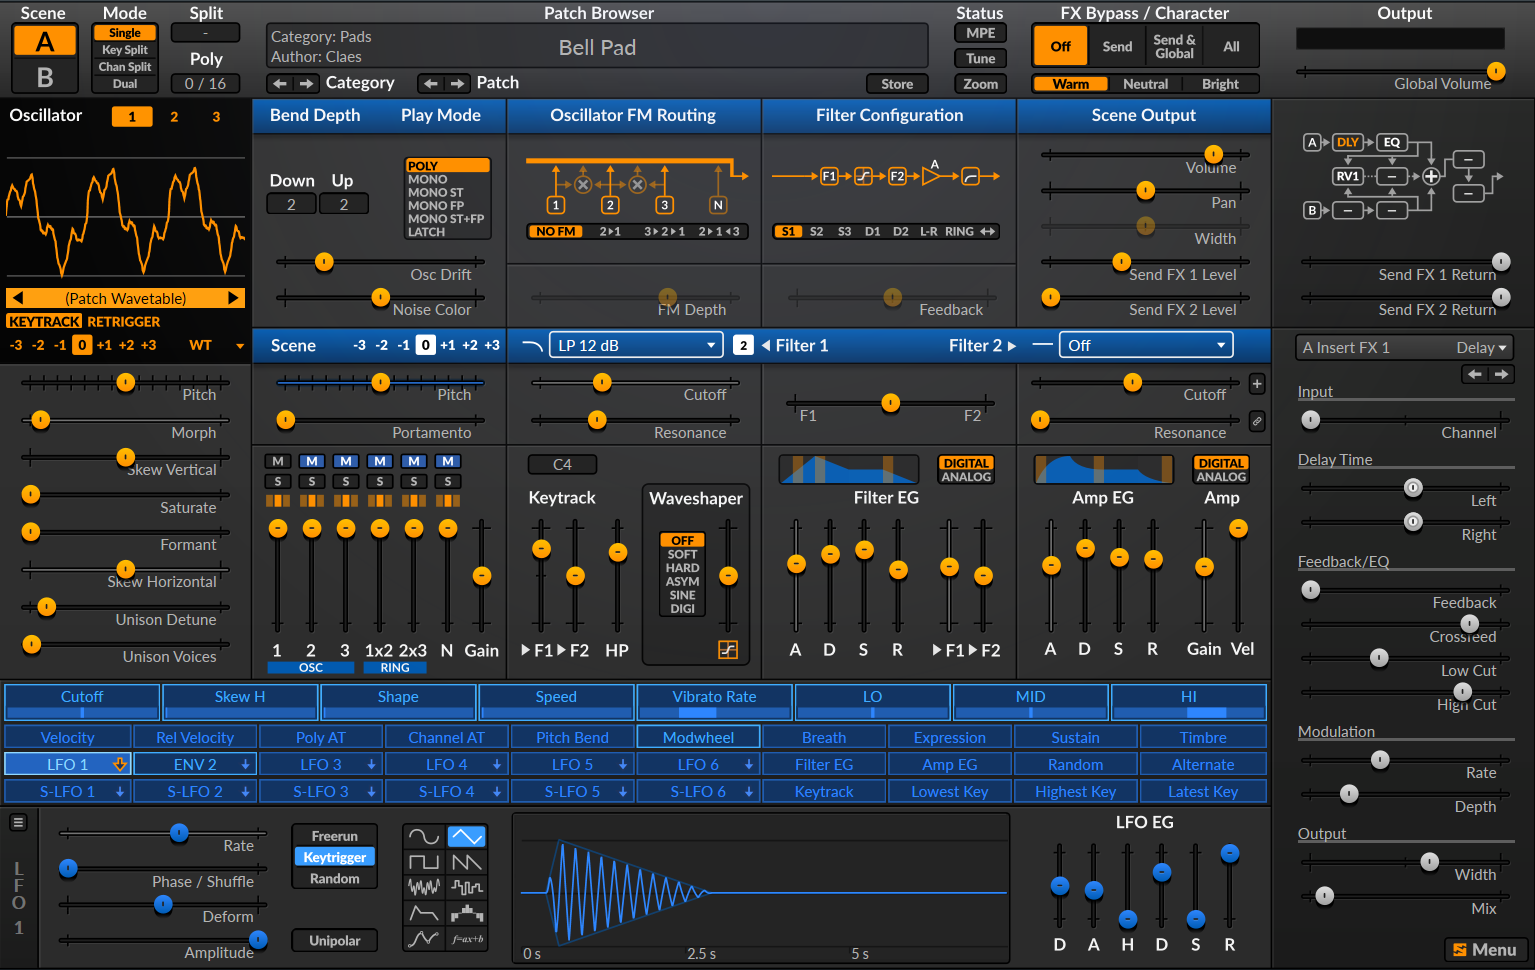 Scene
Mode
Split
Patch Browser
Status
FX Bypass / Character
Output
A
B
Single
Key Split
Chan Split
Dual
-
Poly
0 / 16
Category: Pads
Author: Claes
Bell Pad
Category
Patch
Store
MPE
Tune
Zoom
Off
Send
Send & Global
All
Warm
Neutral
Bright
Global Volume
Oscillator
1
2
3
Bend Depth
Play Mode
Oscillator FM Routing
Filter Configuration
Scene Output
Down
Up
2
2
POLY
MONO
MONO ST
MONO FP
MONO ST+FP
LATCH
Osc Drift
Noise Color
1
2
3
N
NO FM
2▸1
3▸2▸1
2▸1◂3
FM Depth
F1
F2
A
S1
S2
S3
D1
D2
L-R
RING
Feedback
Volume
Pan
Width
Send FX 1 Level
Send FX 2 Level
A
DLY
EQ
RV1
B
Send FX 1 Return
Send FX 2 Return
(Patch Wavetable)
KEYTRACK
RETRIGGER
-3 -2 -1 0 +1 +2 +3
WT
Scene
-3 -2 -1 0 +1 +2 +3
LP 12 dB
2
Filter 1
Filter 2
Off
A Insert FX 1
Delay
Pitch
Morph
Skew Vertical
Saturate
Formant
Skew Horizontal
Unison Detune
Unison Voices
Pitch
Portamento
Cutoff
Resonance
F1
F2
Cutoff
Resonance
+
M M M M M M
S S S S S S
1 2 3 1x2 2x3 N Gain
OSC
RING
C4
Keytrack
F1
F2
HP
Waveshaper
OFF
SOFT
HARD
ASYM
SINE
DIGI
DIGITAL
ANALOG
Filter EG
A D S R
F1
F2
DIGITAL
ANALOG
Amp EG
Amp
A D S R
Gain
Vel
Input
Channel
Delay Time
Left
Right
Feedback/EQ
Feedback
Crossfeed
Low Cut
High Cut
Modulation
Rate
Depth
Output
Width
Mix
Cutoff
Skew H
Shape
Speed
Vibrato Rate
LO
MID
HI
Velocity
Rel Velocity
Poly AT
Channel AT
Pitch Bend
Modwheel
Breath
Expression
Sustain
Timbre
LFO 1
ENV 2
LFO 3
LFO 4
LFO 5
LFO 6
Filter EG
Amp EG
Random
Alternate
S-LFO 1
S-LFO 2
S-LFO 3
S-LFO 4
S-LFO 5
S-LFO 6
Keytrack
Lowest Key
Highest Key
Latest Key
LFO 1
Rate
Phase / Shuffle
Deform
Amplitude
Freerun
Keytrigger
Random
Unipolar
f=ax+b
0 s
2.5 s
5 s
LFO EG
D A H D S R
Menu